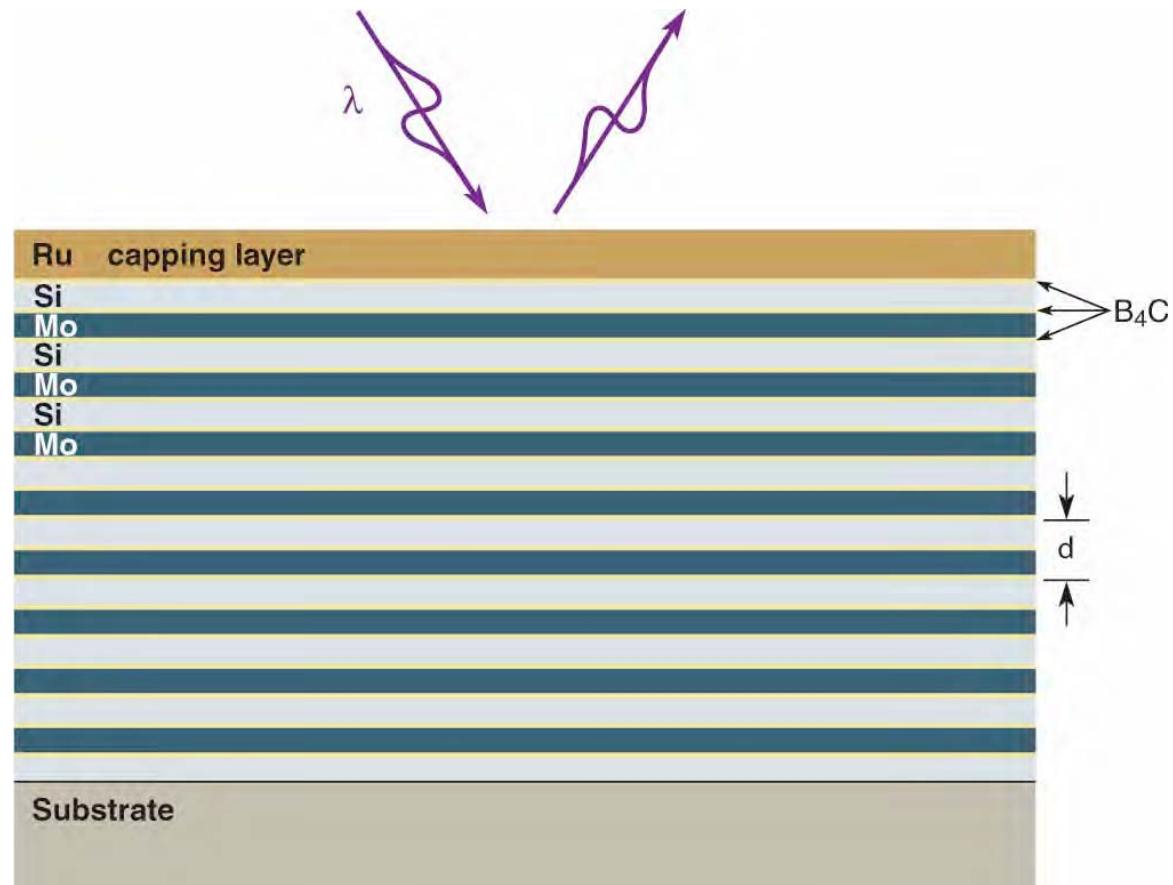 λ
Ru capping layer
Si
B₄C
Mo
Si
Mo
Si
Mo
d
Substrate